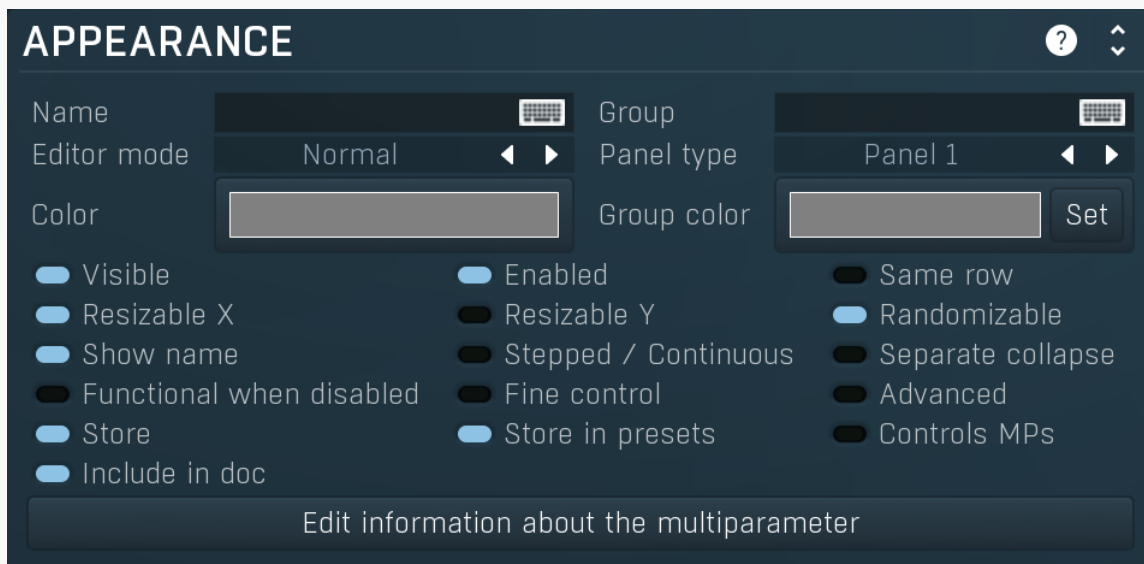 APPEARANCE ?
Name Group
Editor mode Normal Panel type Panel 1
Color Group color Set
Visible Enabled Same row
Resizable X Resizable Y Randomizable
Show name Stepped / Continuous Separate collapse
Functional when disabled Fine control Advanced
Store Store in presets Controls MPs
Include in doc
Edit information about the multiparameter